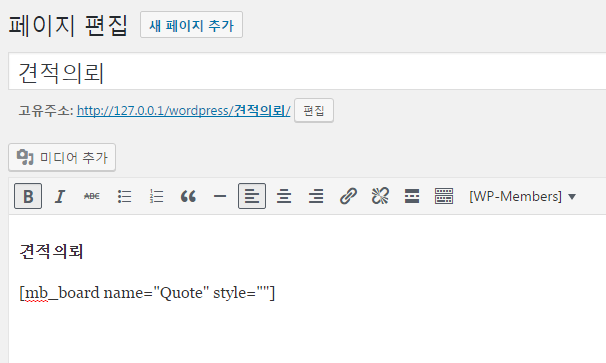 페이지 편집 새 페이지 추가
견적의뢰
고유주소: http://127.0.0.1/wordpress/견적의뢰/ 편집
미디어 추가
B I ABC [WP-Members]
견적의뢰
[mb_board name="Quote" style=""]